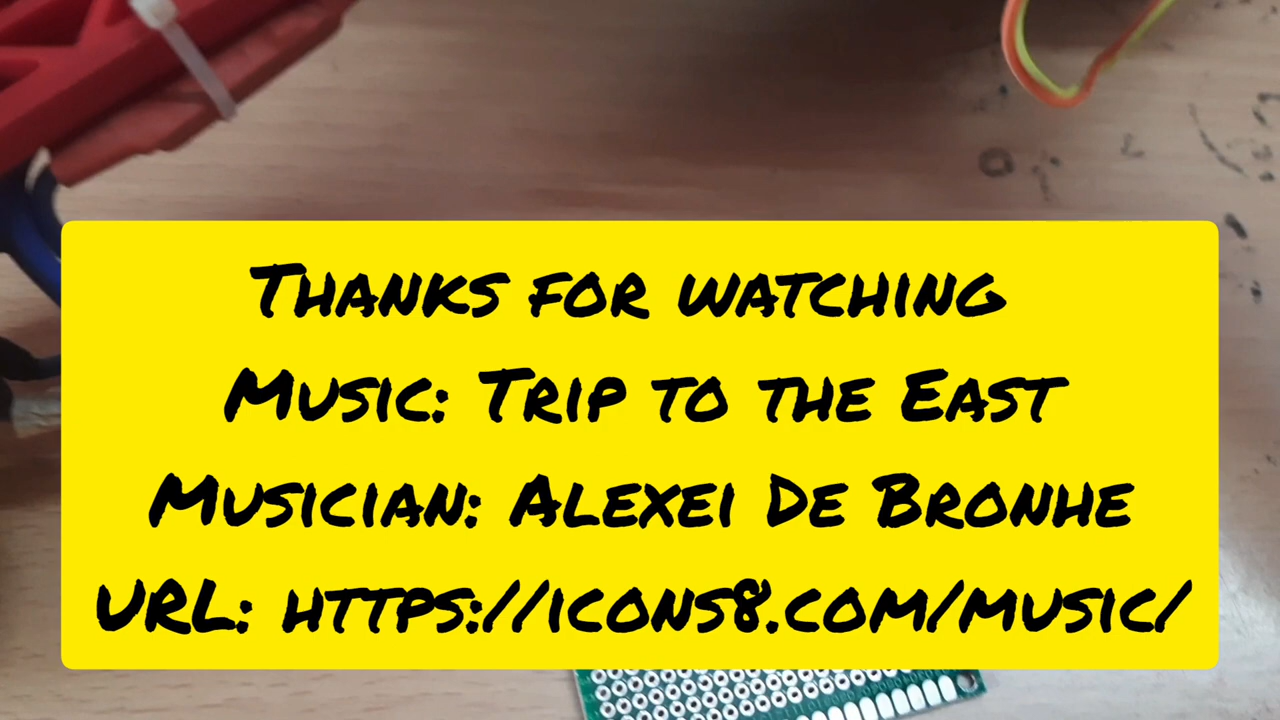 Thanks for watching
Music: Trip to the East
Musician: Alexei De Bronhe
URL: https://icons8.com/music/